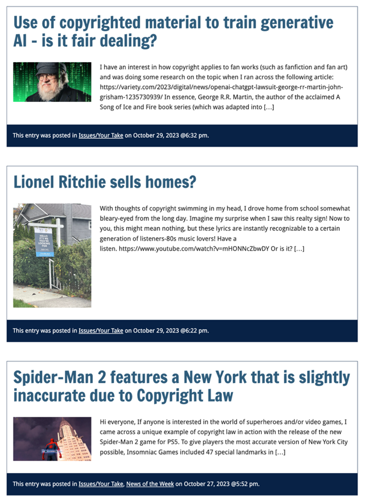 Use of copyrighted material to train generative
AI – is it fair dealing?
I have an interest in how copyright applies to fan works (such as fanfiction and fan art)
and was doing some research on the topic when I ran across the following article:
https://variety.com/2023/digital/news/openai-chatgpt-lawsuit-george-rr-martin-john-
grisham-1235730939/ In essence, George R.R. Martin, the author of the acclaimed A
Song of Ice and Fire book series (which was adapted into […]
This entry was posted in Issues/Your Take on October 29, 2023 @6:32 pm.
Lionel Ritchie sells homes?
With thoughts of copyright swimming in my head, I drove home from school somewhat
bleary-eyed from the long day. Imagine my surprise when I saw this realty sign! Now to
you, this might mean nothing, but these lyrics are instantly recognizable to a certain
generation of listeners-80s music lovers! Have a
listen. https://www.youtube.com/watch?v=mHONNcZbwDY Or is it? […]
This entry was posted in Issues/Your Take on October 29, 2023 @6:22 pm.
Spider-Man 2 features a New York that is slightly
inaccurate due to Copyright Law
Hi everyone, If anyone is interested in the world of superheroes and/or video games, I
came across a unique example of copyright law in action with the release of the new
Spider-Man 2 game for PS5. To give players the most accurate version of New York City
possible, Insomniac Games included 47 special landmarks in […]
This entry was posted in Issues/Your Take, News of the Week on October 27, 2023 @5:52 pm.